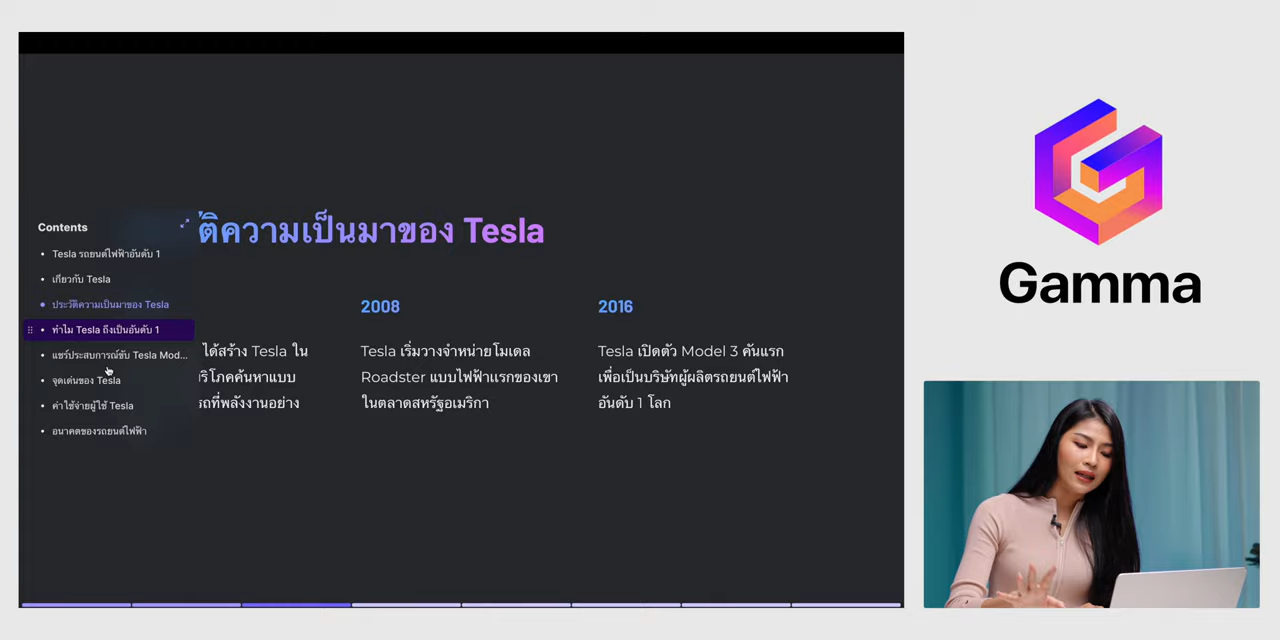 Contents
Tesla รถยนต์ไฟฟ้าอันดับ 1
เกี่ยวกับ Tesla
ประวัติความเป็นมาของ Tesla
ทำไม Tesla ถึงเป็นอันดับ 1
แชร์ประสบการณ์ขับ Tesla Mod...
จุดเด่นของ Tesla
ค่าใช้จ่ายผู้ใช้ Tesla
อนาคตของรถยนต์ไฟฟ้า
ติความเป็นมาของ Tesla
ได้สร้าง Tesla ใน
ริโภคค้นหาแบบ
รถที่พลังงานอย่าง
2008
Tesla เริ่มวางจำหน่ายโมเดล
Roadster แบบไฟฟ้าแรกของเขา
ในตลาดสหรัฐอเมริกา
2016
Tesla เปิดตัว Model 3 คันแรก
เพื่อเป็นบริษัทผู้ผลิตรถยนต์ไฟฟ้า
อันดับ 1 โลก
Gamma